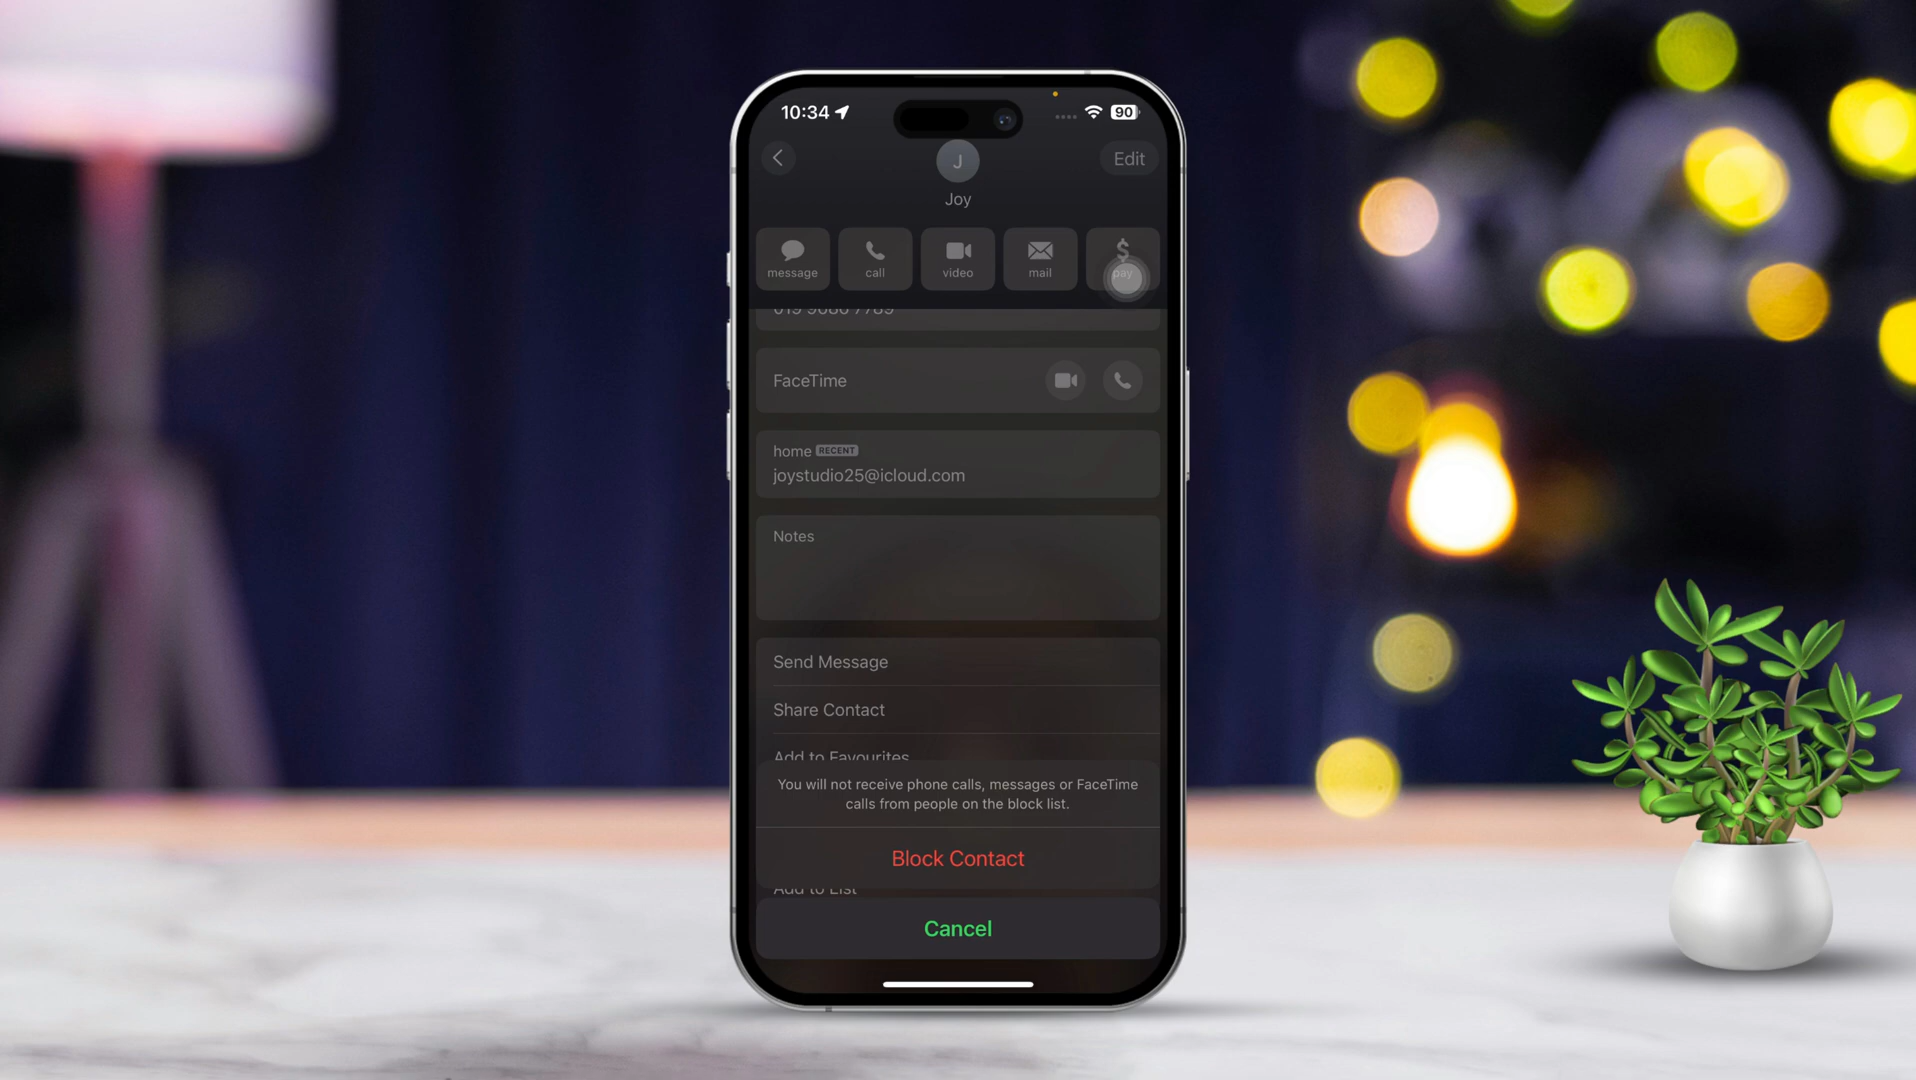 10:34
90
Edit
J
Joy
message
call
video
mail
$
pay
FaceTime
home RECENT
joystudio25@icloud.com
Notes
Send Message
Share Contact
Add to Favourites
You will not receive phone calls, messages or FaceTime
calls from people on the block list.
Block Contact
Add to List
Cancel